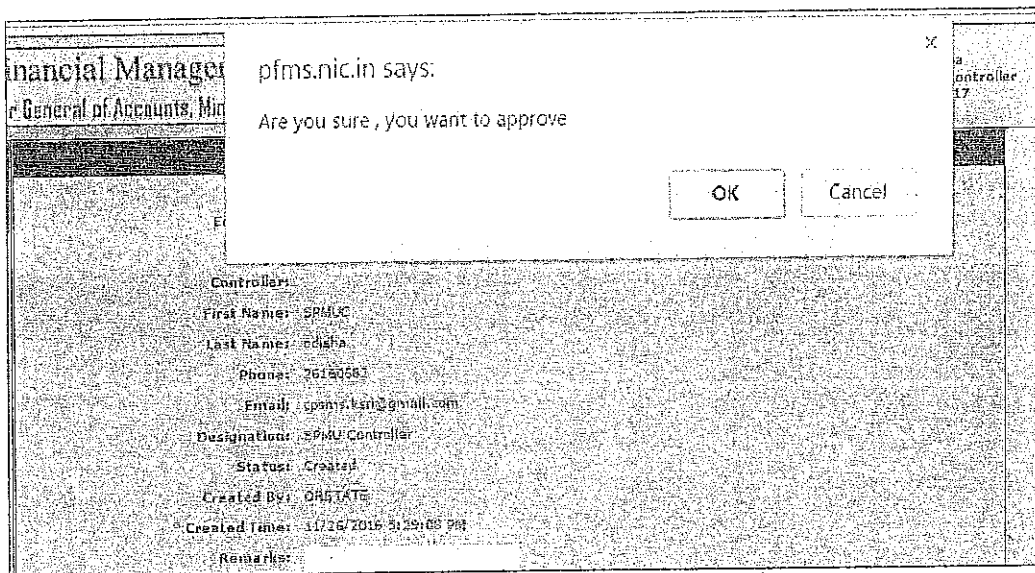 inancial Manage
r General of Accounts, Min
a
ontroller
17
pfms.nic.in says:
Are you sure , you want to approve
OK Cancel
Controller:
First Name: SPMUC
Last Name: odisha
Phone:
Email:
Designation: SPMU Controller
Status: Created
Created By: ORSTATE
Created Time: 11/26/2016 5:29:08 PM
Remarks: